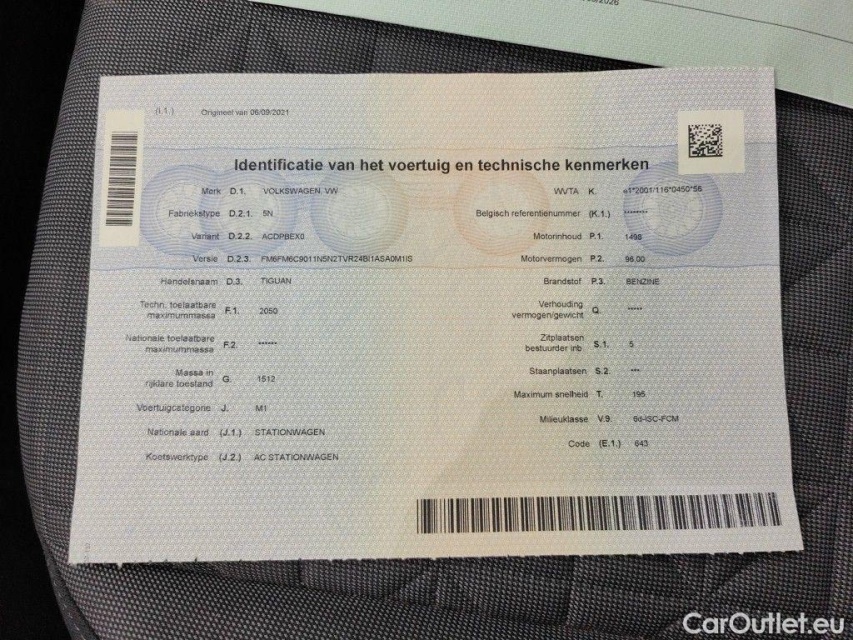 (I.1.) Origineel van 06/09/2021
Identificatie van het voertuig en technische kenmerken
Merk D.1. VOLKSWAGEN. VW
Fabriekstype D.2.1. 5N
Variant D.2.2. ACDPBEX0
Versie D.2.3. FM6FM6C9011N5N2TVR24BI1ASA0M1IS
Handelsnaam D.3. TIGUAN
Techn. toelaatbare
maximummassa F.1. 2050
Nationale toelaatbare
maximummassa F.2. ******
Massa in
rijklare toestand G. 1512
Voertuigcategorie J. M1
Nationale aard (J.1.) STATIONWAGEN
Koetswerktype (J.2.) AC STATIONWAGEN
WVTA K. e1*2001/116*0450*56
Belgisch referentienummer (K.1.) ********
Motorinhoud P.1. 1498
Motorvermogen P.2. 96.00
Brandstof P.3. BENZINE
Verhouding
vermogen/gewicht Q. *****
Zitplaatsen
bestuurder inb. S.1. 5
Staanplaatsen S.2. ***
Maximum snelheid T. 195
Milieuklasse V.9. 6d-ISC-FCM
Code (E.1.) 643
CarOutlet.eu